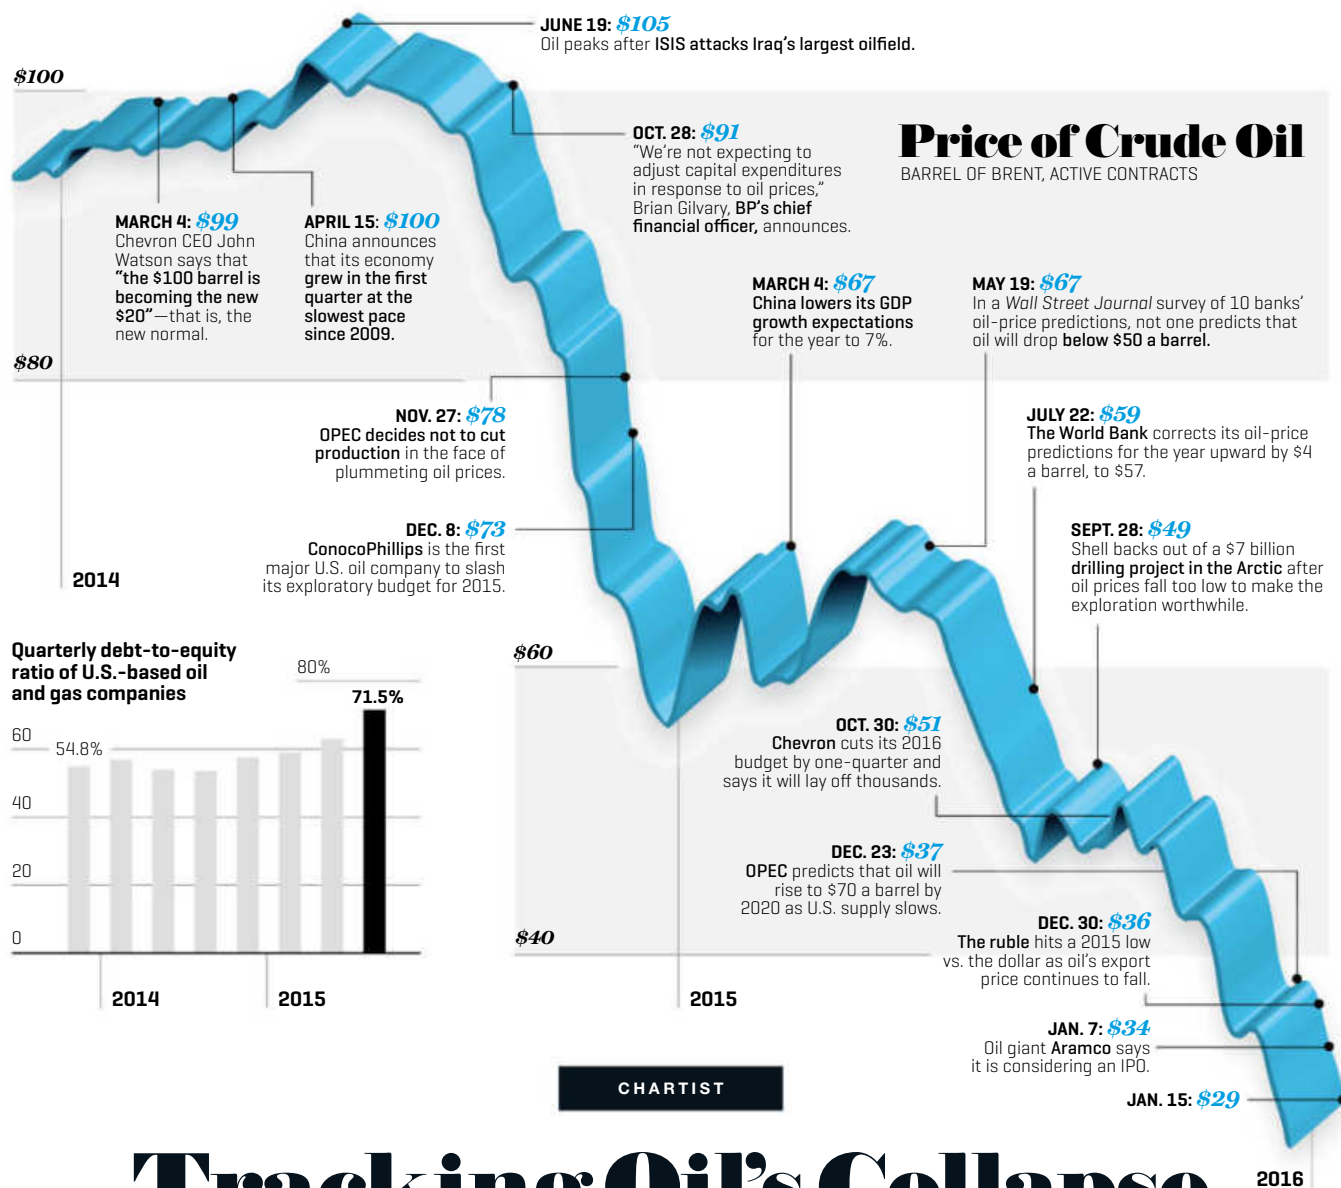 JUNE 19: $105
Oil peaks after ISIS attacks Iraq's largest oilfield.
$100
OCT. 28: $91
"We're not expecting to
adjust capital expenditures
in response to oil prices,"
Brian Gilvary, BP's chief
financial officer, announces.
Price of Crude Oil
BARREL OF BRENT, ACTIVE CONTRACTS
MARCH 4: $99
Chevron CEO John
Watson says that
"the $100 barrel is
becoming the new
$20"—that is, the
new normal.
APRIL 15: $100
China announces
that its economy
grew in the first
quarter at the
slowest pace
since 2009.
MARCH 4: $67
China lowers its GDP
growth expectations
for the year to 7%.
MAY 19: $67
In a Wall Street Journal survey of 10 banks'
oil-price predictions, not one predicts that
oil will drop below $50 a barrel.
$80
NOV. 27: $78
OPEC decides not to cut
production in the face of
plummeting oil prices.
JULY 22: $59
The World Bank corrects its oil-price
predictions for the year upward by $4
a barrel, to $57.
DEC. 8: $73
ConocoPhillips is the first
major U.S. oil company to slash
its exploratory budget for 2015.
SEPT. 28: $49
Shell backs out of a $7 billion
drilling project in the Arctic after
oil prices fall too low to make the
exploration worthwhile.
2014
Quarterly debt-to-equity
ratio of U.S.-based oil
and gas companies
80%
71.5%
60
54.8%
40
20
0
2014
2015
$60
OCT. 30: $51
Chevron cuts its 2016
budget by one-quarter and
says it will lay off thousands.
DEC. 23: $37
OPEC predicts that oil will
rise to $70 a barrel by
2020 as U.S. supply slows.
$40
DEC. 30: $36
The ruble hits a 2015 low
vs. the dollar as oil's export
price continues to fall.
2015
JAN. 7: $34
Oil giant Aramco says
it is considering an IPO.
JAN. 15: $29
CHARTIST
Tracking Oil's Collapse
2016